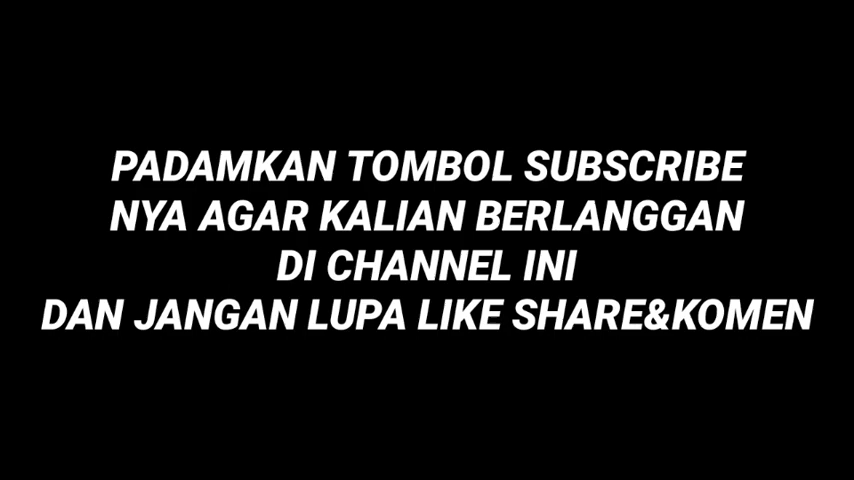 PADAMKAN TOMBOL SUBSCRIBE
NYA AGAR KALIAN BERLANGGAN
DI CHANNEL INI
DAN JANGAN LUPA LIKE SHARE&KOMEN